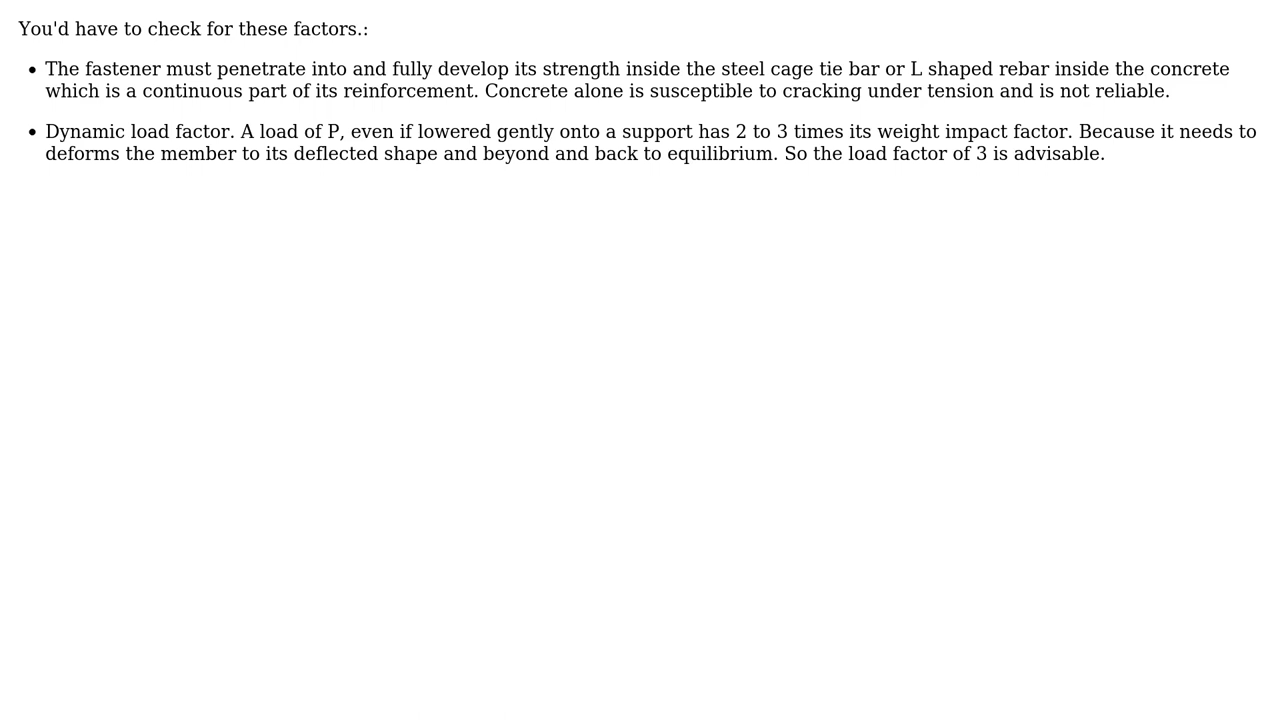 You'd have to check for these factors.:
• The fastener must penetrate into and fully develop its strength inside the steel cage tie bar or L shaped rebar inside the concrete
which is a continuous part of its reinforcement. Concrete alone is susceptible to cracking under tension and is not reliable.
• Dynamic load factor. A load of P, even if lowered gently onto a support has 2 to 3 times its weight impact factor. Because it needs to
deforms the member to its deflected shape and beyond and back to equilibrium. So the load factor of 3 is advisable.